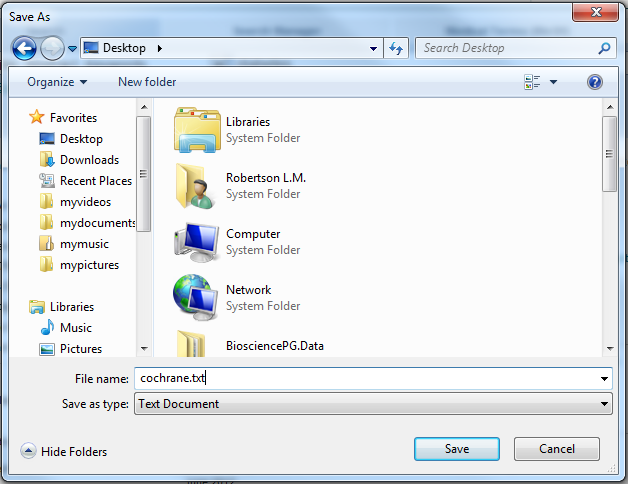 Save As
Desktop
Search Desktop
Organize
New folder
Favorites
Desktop
Downloads
Recent Places
myvideos
mydocuments
mymusic
mypictures
Libraries
Music
Pictures
Libraries
System Folder
Robertson L.M.
System Folder
Computer
System Folder
Network
System Folder
BiosciencePG.Data
File name: cochrane.txt
Save as type: Text Document
Hide Folders
Save
Cancel